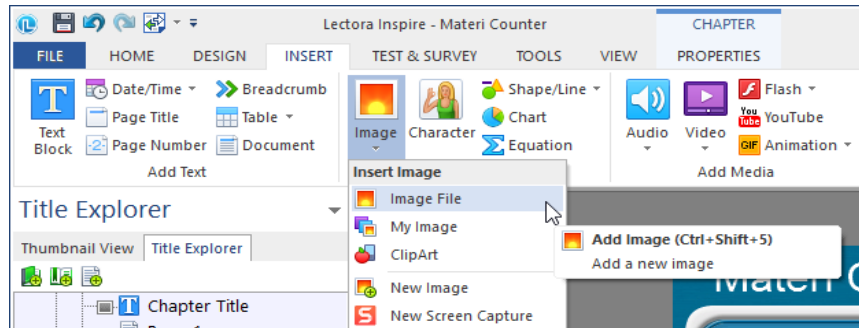 Lectora Inspire - Materi Counter
CHAPTER
FILE HOME DESIGN INSERT TEST & SURVEY TOOLS VIEW PROPERTIES
Text Block
Date/Time
Page Title
Page Number
Breadcrumb
Table
Document
Add Text
Image
Character
Shape/Line
Chart
Equation
Audio
Video
Flash
YouTube
Animation
Add Media
Title Explorer
Thumbnail View Title Explorer
Chapter Title
Insert Image
Image File
My Image
ClipArt
New Image
New Screen Capture
Add Image (Ctrl+Shift+5)
Add a new image